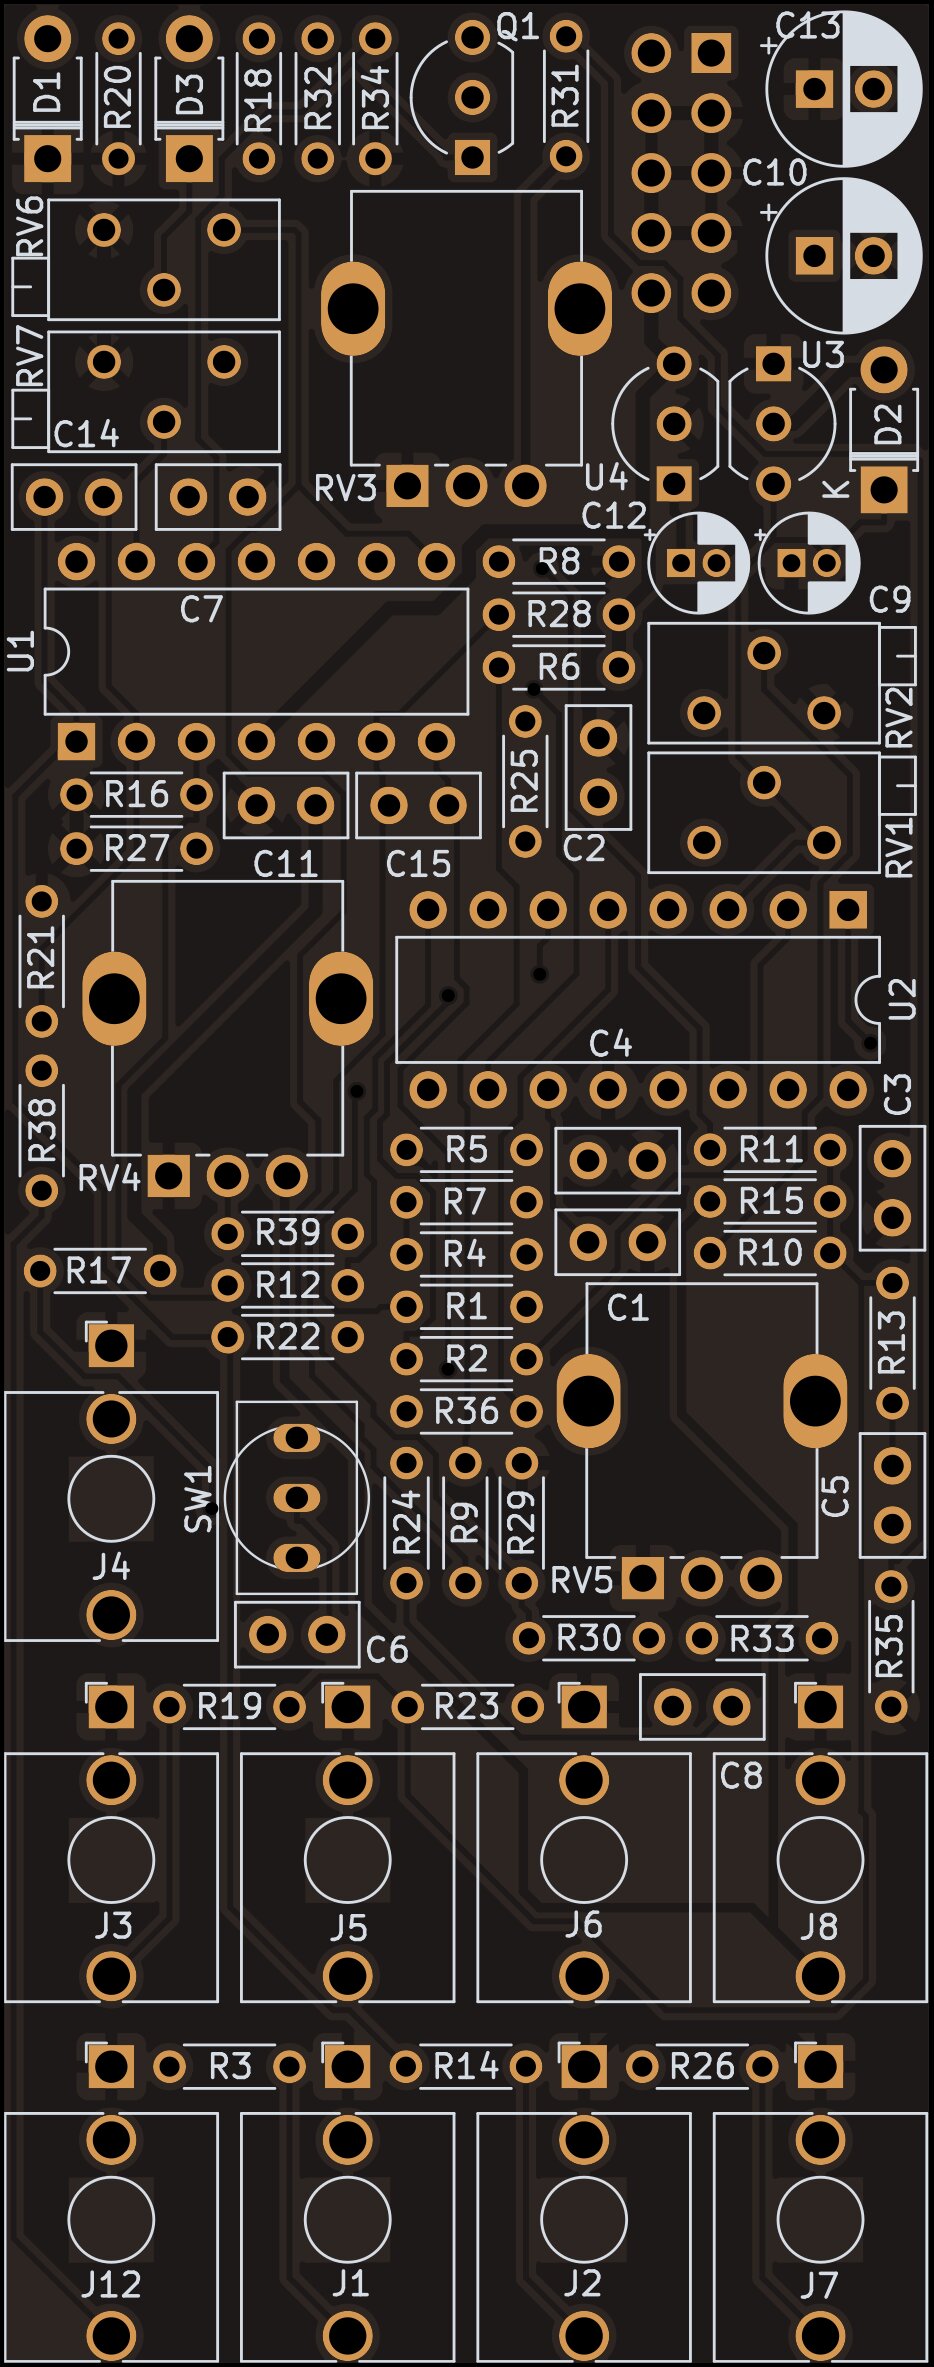 Q1
C13
D1
R20
D3
R18
R32
R34
R31
+
C10
+
RV6
RV7
U3
C14
D2
RV3
U4
K
C12
+
+
R8
C7
R28
C9
U1
R6
RV2
R25
R16
R27
C2
RV1
C11
C15
R21
U2
C4
C3
R38
R5
R11
RV4
R7
R15
R39
R4
R10
R17
R12
R1
C1
R22
R2
R13
R36
SW1
R24
R9
R29
C5
J4
RV5
R30
R33
R35
C6
R19
R23
C8
J3
J5
J6
J8
R3
R14
R26
J12
J1
J2
J7